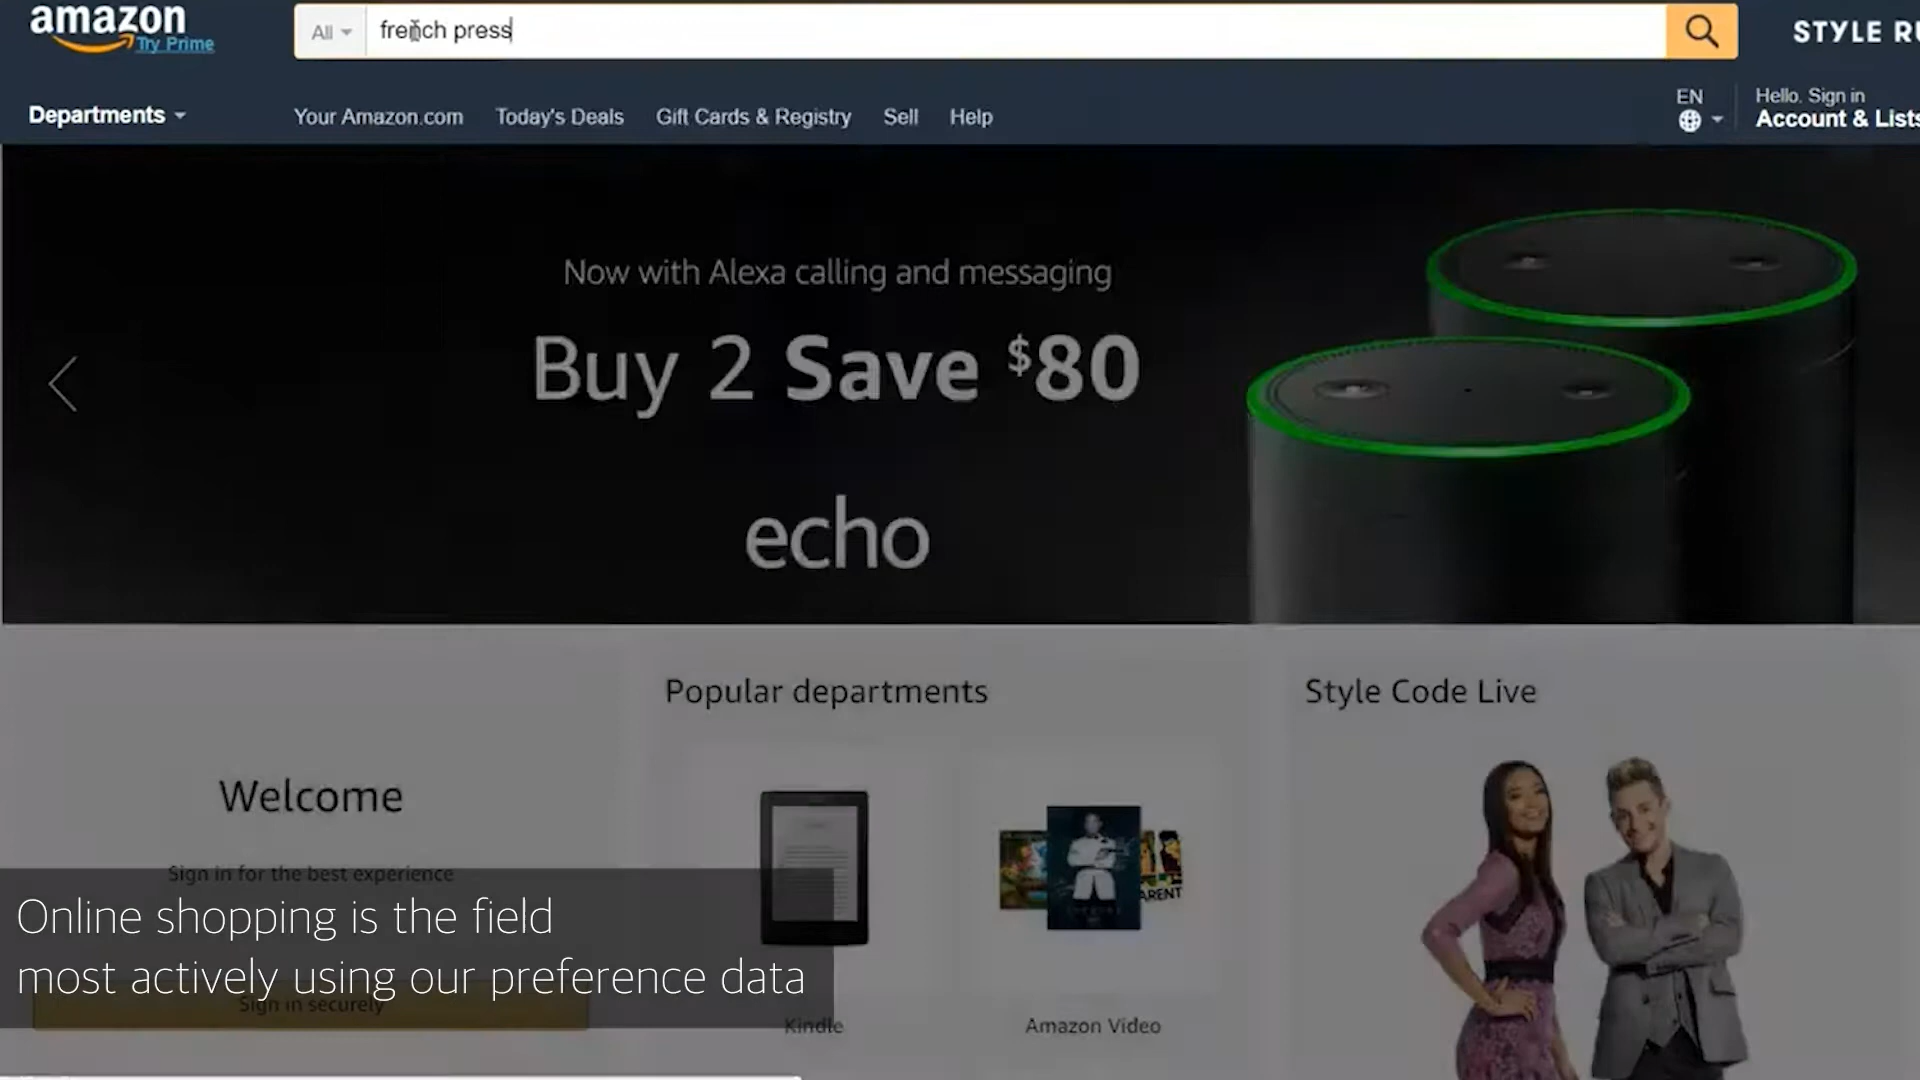 amazon
Try Prime
All
french press
STYLE RU
Departments
Your Amazon.com
Today's Deals
Gift Cards & Registry
Sell
Help
EN
Hello. Sign in
Account & Lists
Now with Alexa calling and messaging
Buy 2 Save $80
echo
Popular departments
Style Code Live
Welcome
Sign in for the best experience
Online shopping is the field
most actively using our preference data
Sign in securely
ARENT
Kindle
Amazon Video